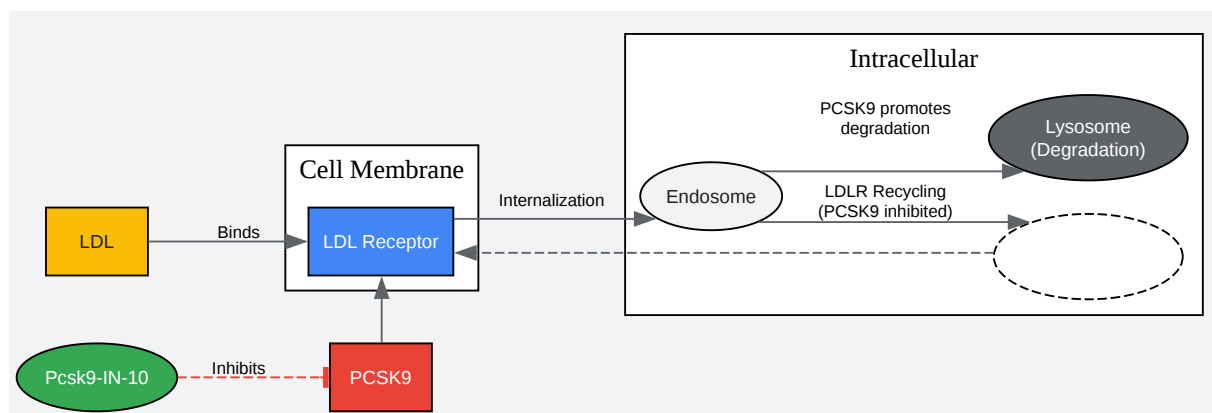 Intracellular
PCSK9 promotes
degradation
Lysosome
(Degradation)
Cell Membrane
Internalization
Endosome
LDLR Recycling
(PCSK9 inhibited)
LDL
Binds
LDL Receptor
Pcsk9-IN-10
Inhibits
PCSK9